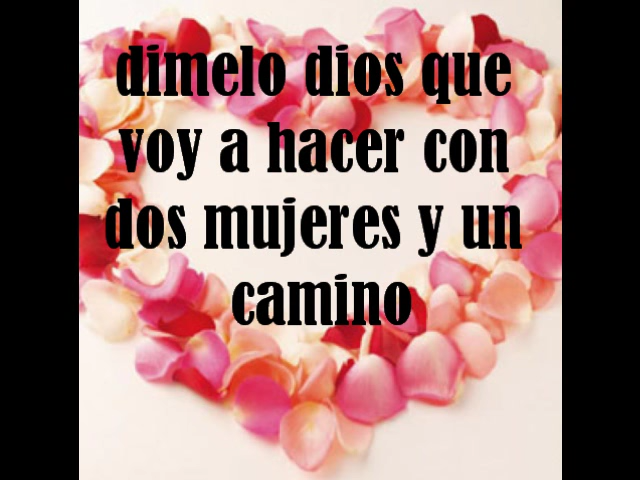 dimelo dios que
voy a hacer con
dos mujeres y un
camino